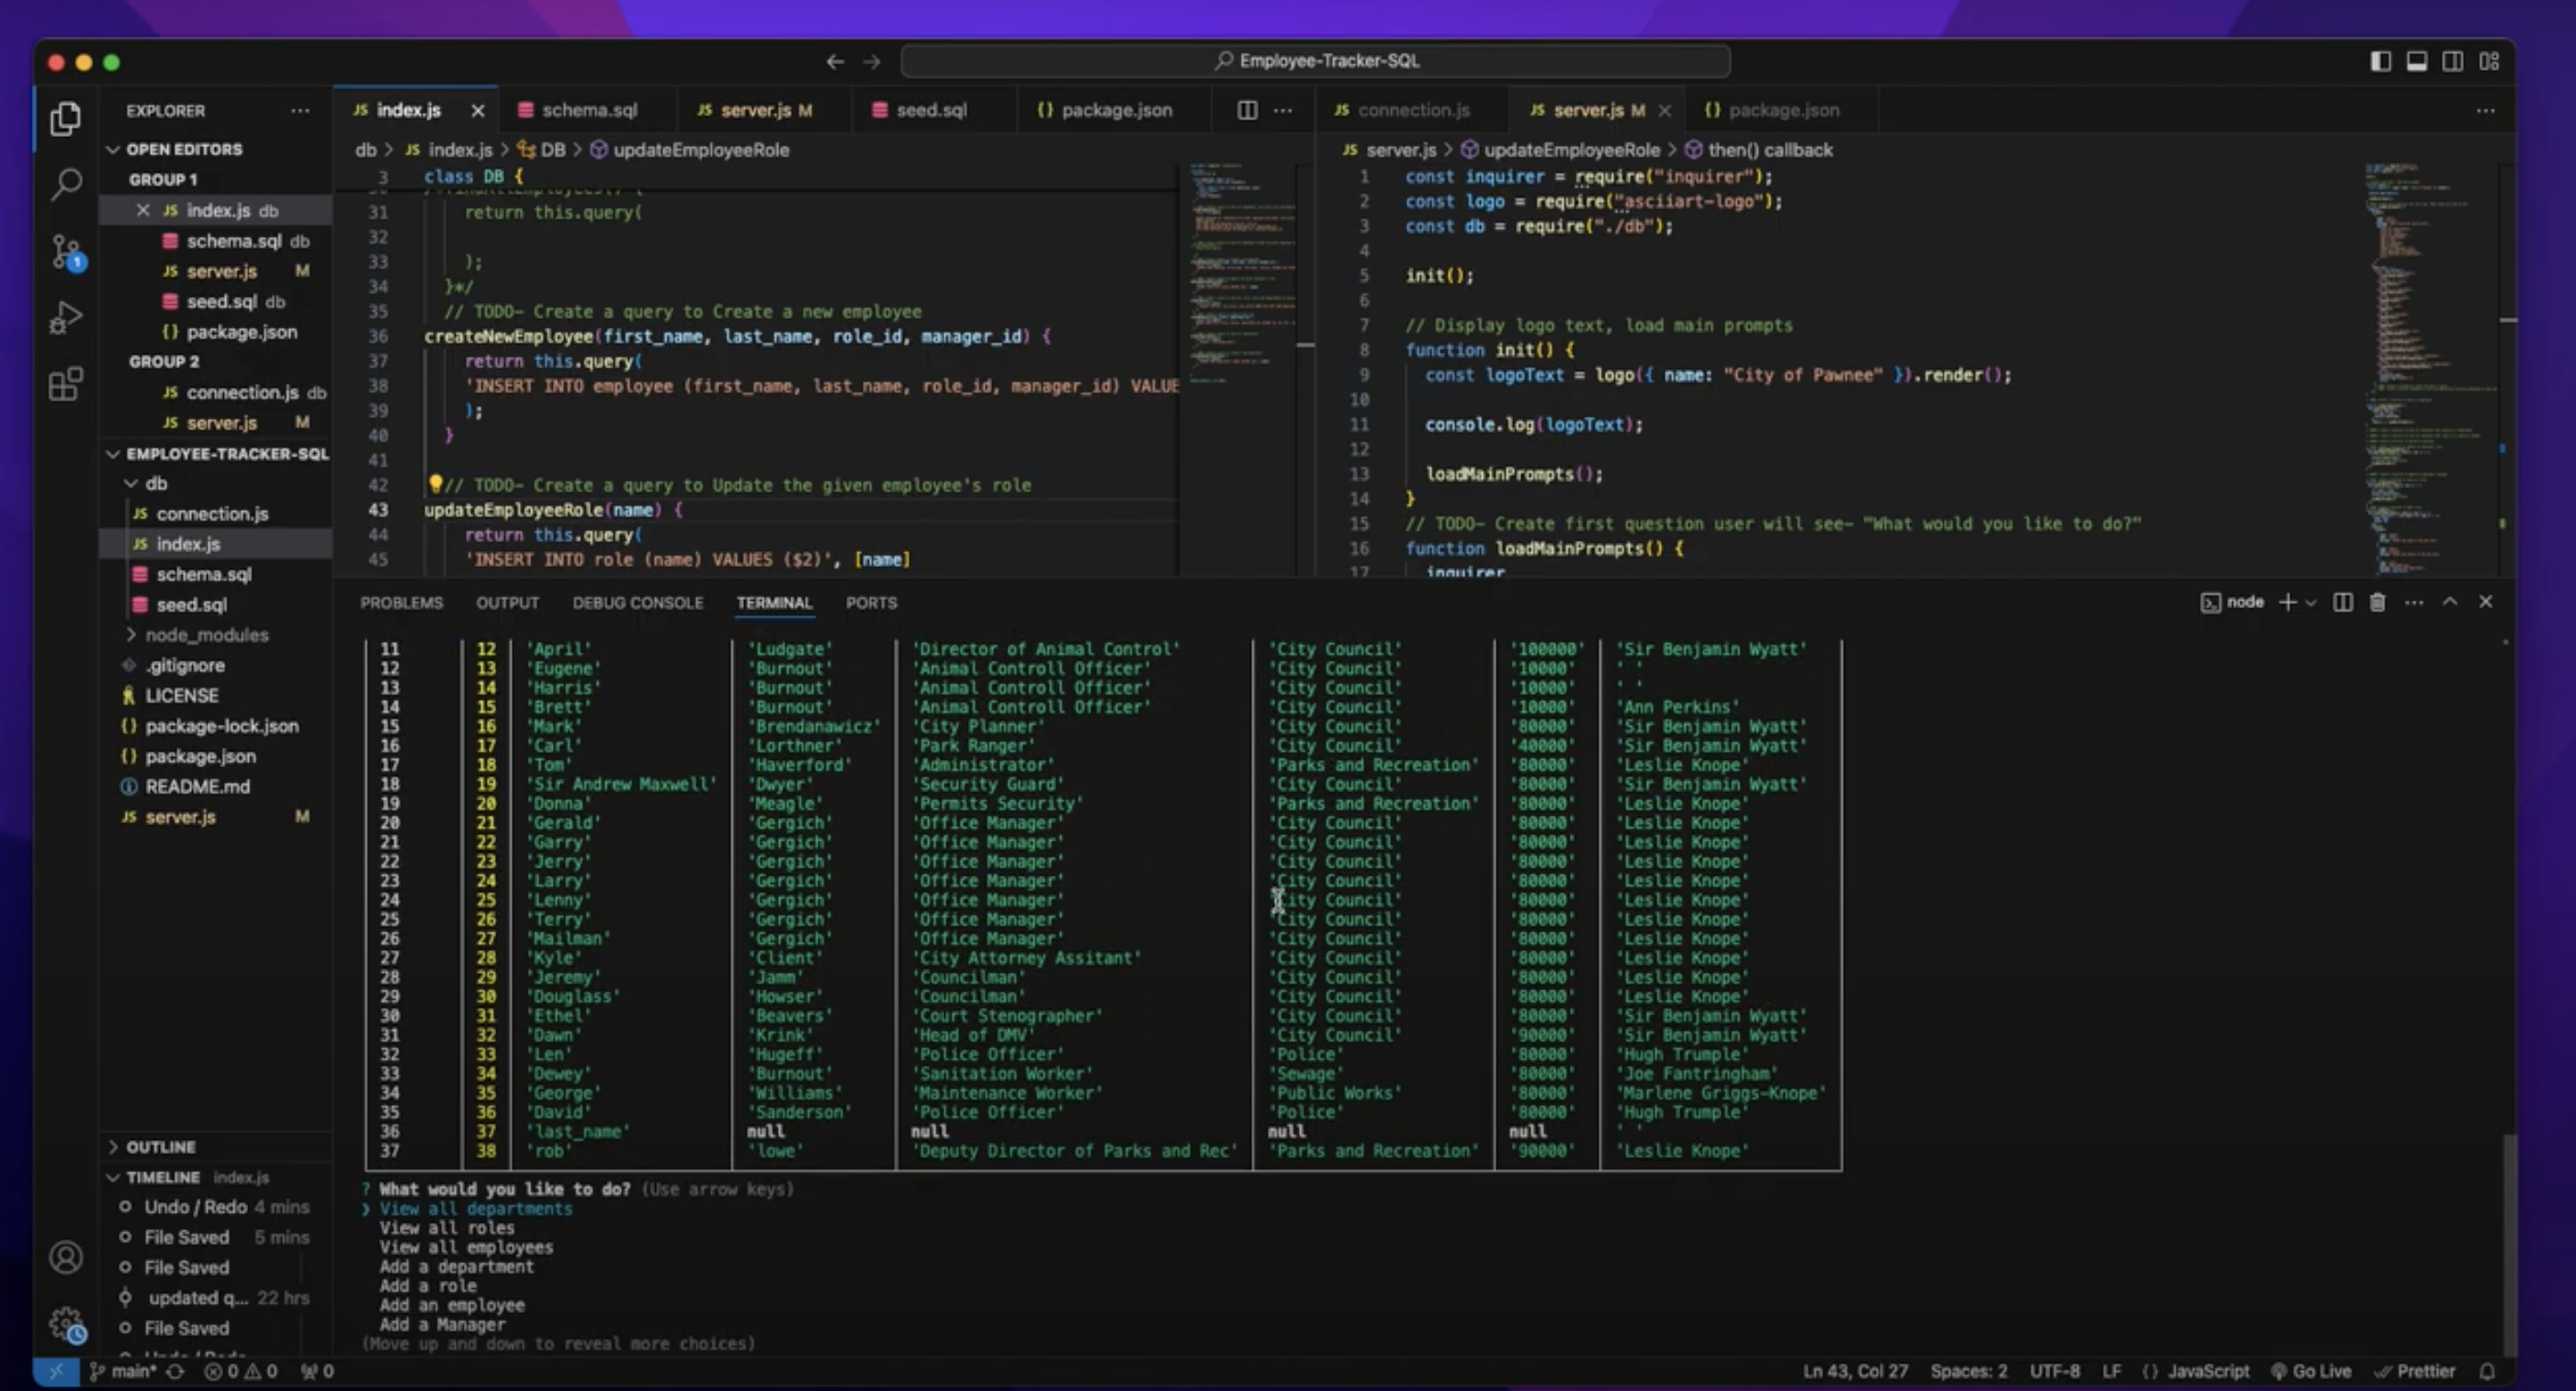 Employee-Tracker-SQL
EXPLORER
OPEN EDITORS
GROUP 1
JS index.js db
schema.sql db
JS server.js M
seed.sql db
{} package.json
GROUP 2
JS connection.js db
JS server.js M
EMPLOYEE-TRACKER-SQL
db
JS connection.js
JS index.js
schema.sql
seed.sql
node_modules
.gitignore
LICENSE
{} package-lock.json
{} package.json
README.md
JS server.js M
OUTLINE
TIMELINE index.js
Undo / Redo 4 mins
File Saved 5 mins
File Saved
updated q... 22 hrs
File Saved
JS index.js schema.sql JS server.js M seed.sql {} package.json
db > JS index.js > DB > updateEmployeeRole
3 class DB {
31 return this.query(
32
33 );
34 }*/
35 // TODO- Create a query to Create a new employee
36 createNewEmployee(first_name, last_name, role_id, manager_id) {
37 return this.query(
38 'INSERT INTO employee (first_name, last_name, role_id, manager_id) VALUE
39 );
40 }
41
42 // TODO- Create a query to Update the given employee's role
43 updateEmployeeRole(name) {
44 return this.query(
45 'INSERT INTO role (name) VALUES ($2)', [name]
JS connection.js JS server.js M {} package.json
JS server.js > updateEmployeeRole > then() callback
1 const inquirer = require("inquirer");
2 const logo = require("asciiart-logo");
3 const db = require("./db");
4
5 init();
6
7 // Display logo text, load main prompts
8 function init() {
9 const logoText = logo({ name: "City of Pawnee" }).render();
10
11 console.log(logoText);
12
13 loadMainPrompts();
14 }
15 // TODO- Create first question user will see- "What would you like to do?"
16 function loadMainPrompts() {
17 inquirer
PROBLEMS OUTPUT DEBUG CONSOLE TERMINAL PORTS
node
11 12 'April' 'Ludgate' 'Director of Animal Control' 'City Council' '100000' 'Sir Benjamin Wyatt'
12 13 'Eugene' 'Burnout' 'Animal Controll Officer' 'City Council' '10000' ' '
13 14 'Harris' 'Burnout' 'Animal Controll Officer' 'City Council' '10000' ' '
14 15 'Brett' 'Burnout' 'Animal Controll Officer' 'City Council' '10000' 'Ann Perkins'
15 16 'Mark' 'Brendanawicz' 'City Planner' 'City Council' '80000' 'Sir Benjamin Wyatt'
16 17 'Carl' 'Lorthner' 'Park Ranger' 'City Council' '40000' 'Sir Benjamin Wyatt'
17 18 'Tom' 'Haverford' 'Administrator' 'Parks and Recreation' '80000' 'Leslie Knope'
18 19 'Sir Andrew Maxwell' 'Dwyer' 'Security Guard' 'City Council' '80000' 'Sir Benjamin Wyatt'
19 20 'Donna' 'Meagle' 'Permits Security' 'Parks and Recreation' '80000' 'Leslie Knope'
20 21 'Gerald' 'Gergich' 'Office Manager' 'City Council' '80000' 'Leslie Knope'
21 22 'Garry' 'Gergich' 'Office Manager' 'City Council' '80000' 'Leslie Knope'
22 23 'Jerry' 'Gergich' 'Office Manager' 'City Council' '80000' 'Leslie Knope'
23 24 'Larry' 'Gergich' 'Office Manager' 'City Council' '80000' 'Leslie Knope'
24 25 'Lenny' 'Gergich' 'Office Manager' 'City Council' '80000' 'Leslie Knope'
25 26 'Terry' 'Gergich' 'Office Manager' 'City Council' '80000' 'Leslie Knope'
26 27 'Mailman' 'Gergich' 'Office Manager' 'City Council' '80000' 'Leslie Knope'
27 28 'Kyle' 'Client' 'City Attorney Assitant' 'City Council' '80000' 'Leslie Knope'
28 29 'Jeremy' 'Jamm' 'Councilman' 'City Council' '80000' 'Leslie Knope'
29 30 'Douglass' 'Howser' 'Councilman' 'City Council' '80000' 'Leslie Knope'
30 31 'Ethel' 'Beavers' 'Court Stenographer' 'City Council' '80000' 'Sir Benjamin Wyatt'
31 32 'Dawn' 'Krink' 'Head of DMV' 'City Council' '90000' 'Sir Benjamin Wyatt'
32 33 'Len' 'Hugeff' 'Police Officer' 'Police' '80000' 'Hugh Trumple'
33 34 'Dewey' 'Burnout' 'Sanitation Worker' 'Sewage' '80000' 'Joe Fantringham'
34 35 'George' 'Williams' 'Maintenance Worker' 'Public Works' '80000' 'Marlene Griggs-Knope'
35 36 'David' 'Sanderson' 'Police Officer' 'Police' '80000' 'Hugh Trumple'
36 37 'last_name' null null null null ' '
37 38 'rob' 'lowe' 'Deputy Director of Parks and Rec' 'Parks and Recreation' '90000' 'Leslie Knope'
? What would you like to do? (Use arrow keys)
❯ View all departments
View all roles
View all employees
Add a department
Add a role
Add an employee
Add a Manager
(Move up and down to reveal more choices)
main* 0 0 0 Ln 43, Col 27 Spaces: 2 UTF-8 LF {} JavaScript Go Live Prettier